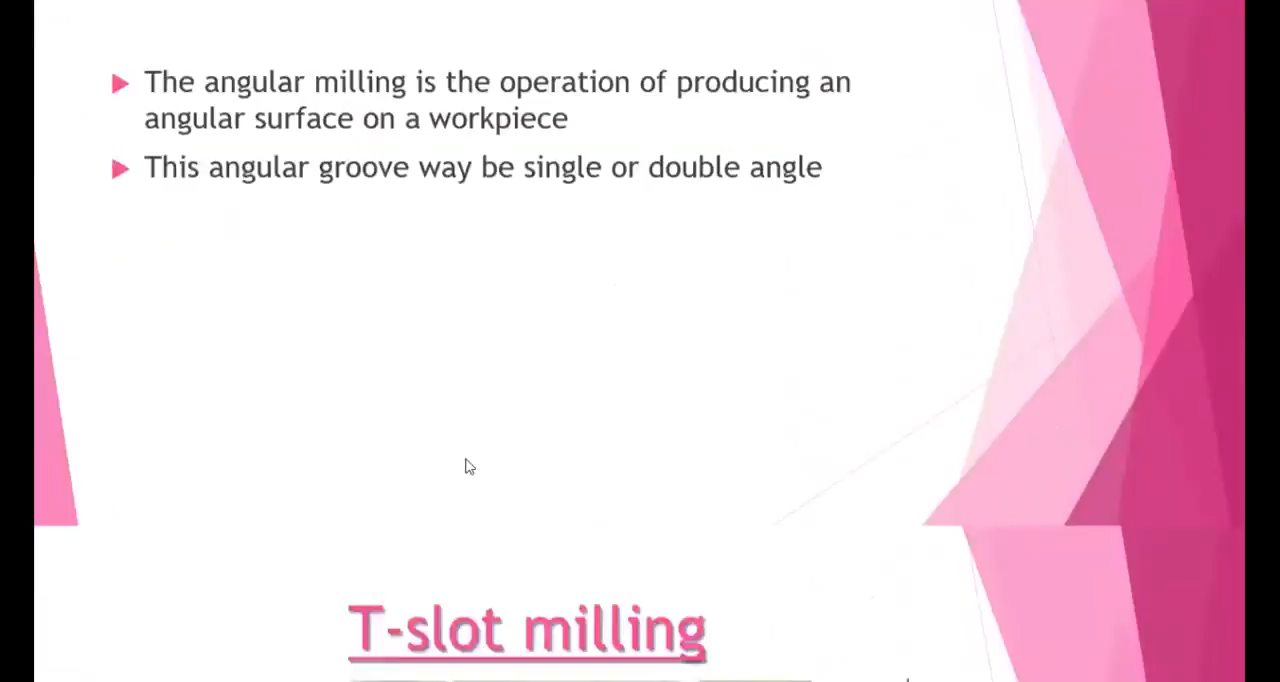 The angular milling is the operation of producing an
angular surface on a workpiece
This angular groove way be single or double angle
T-slot milling